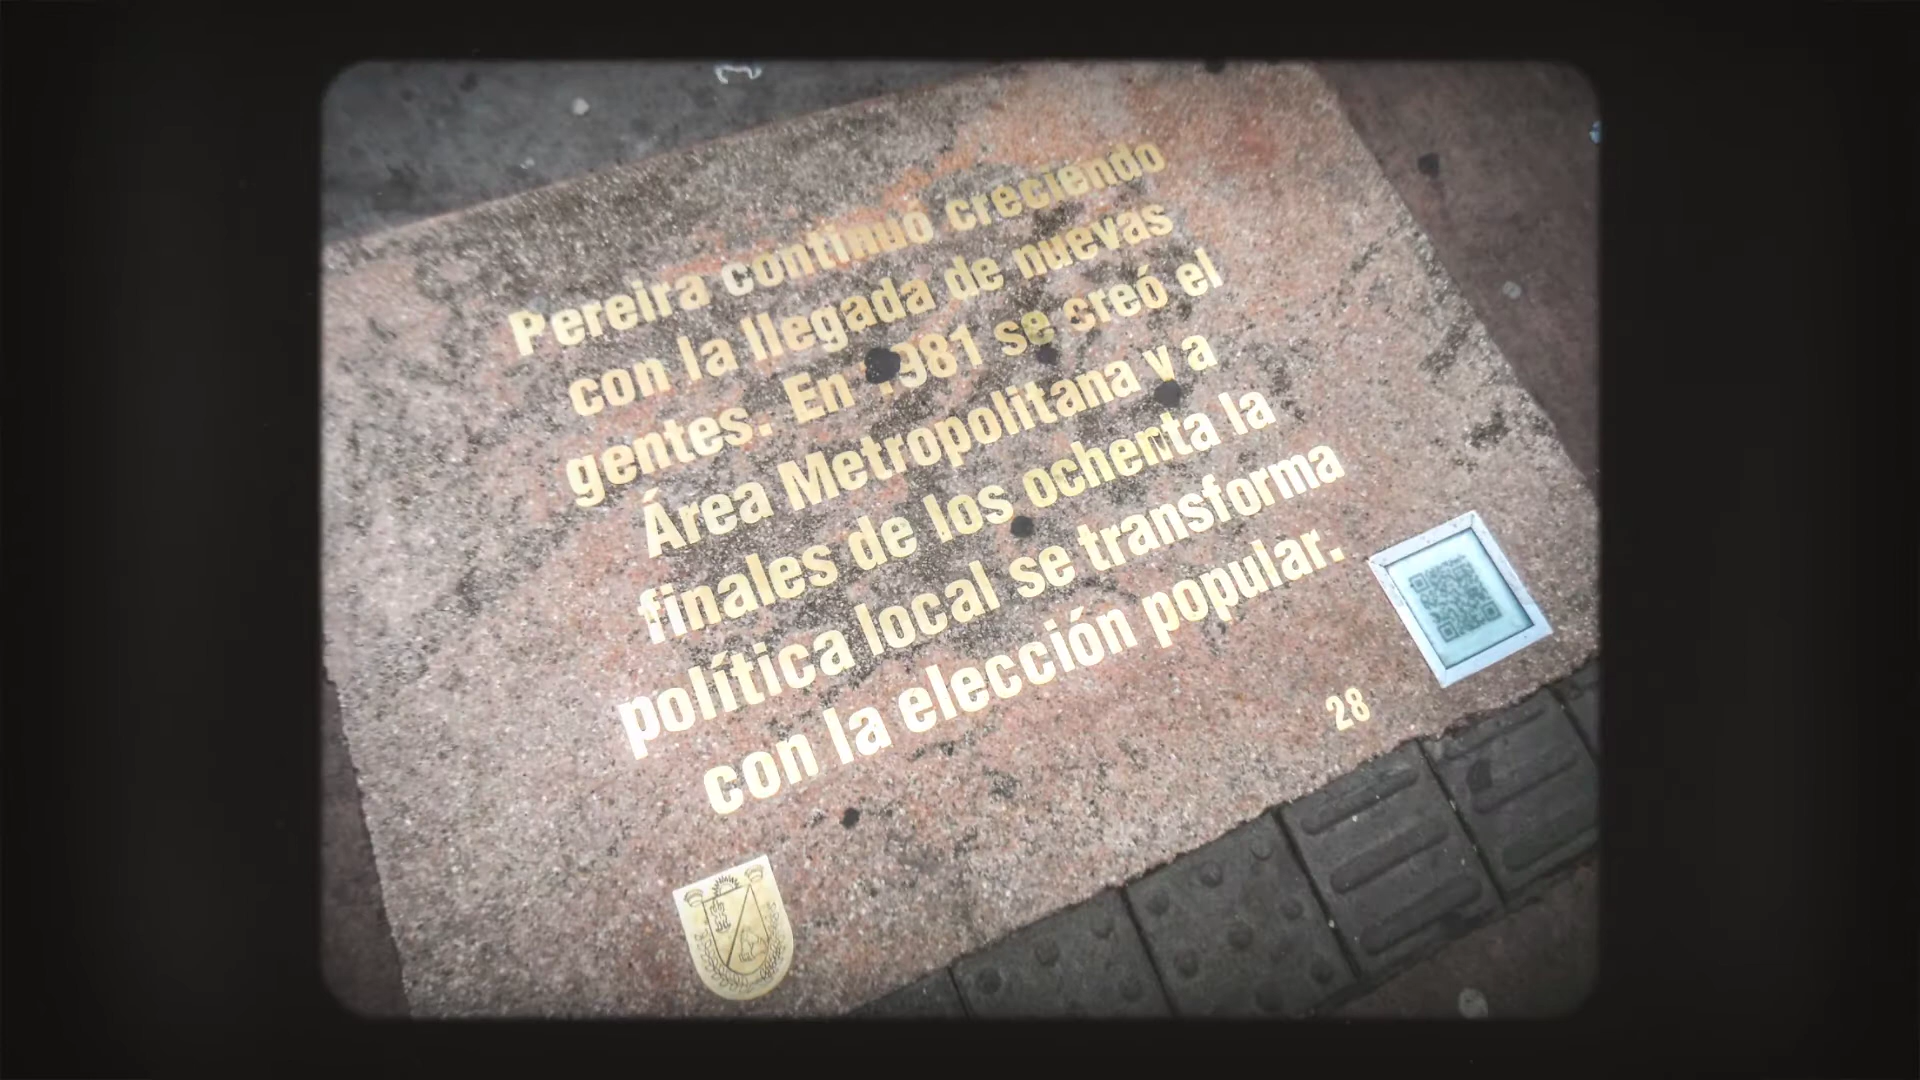 Pereira continuo creciendo
con la llegada de nuevas
gentes. En 1981 se creó el
Área Metropolitana y a
finales de los ochenta la
política local se transforma
con la elección popular.
28